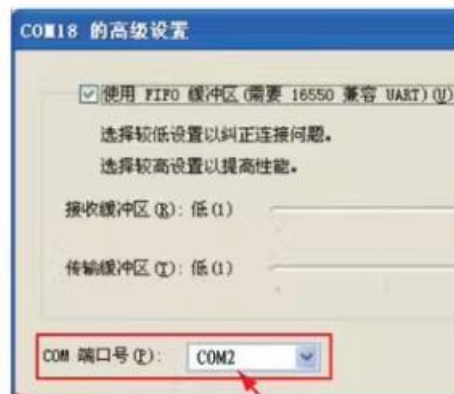 COM18 的高级设置
使用 FIFO 缓冲区(需要 16550 兼容 UART)(U)
选择较低设置以纠正连接问题。
选择较高设置以提高性能。
接收缓冲区(R): 低(1)
传输缓冲区(T): 低(1)
COM 端口号(P): COM2